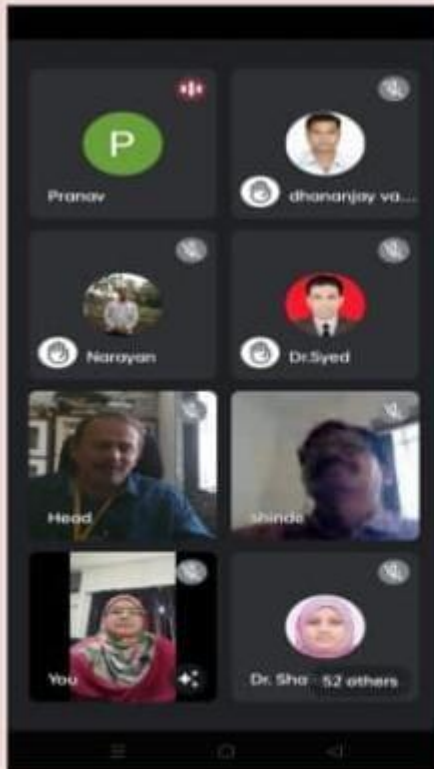 P
Pranav
dhananjay va...
Narayan
Dr.Syed
Head
shinde
You
Dr. Sha
52 others